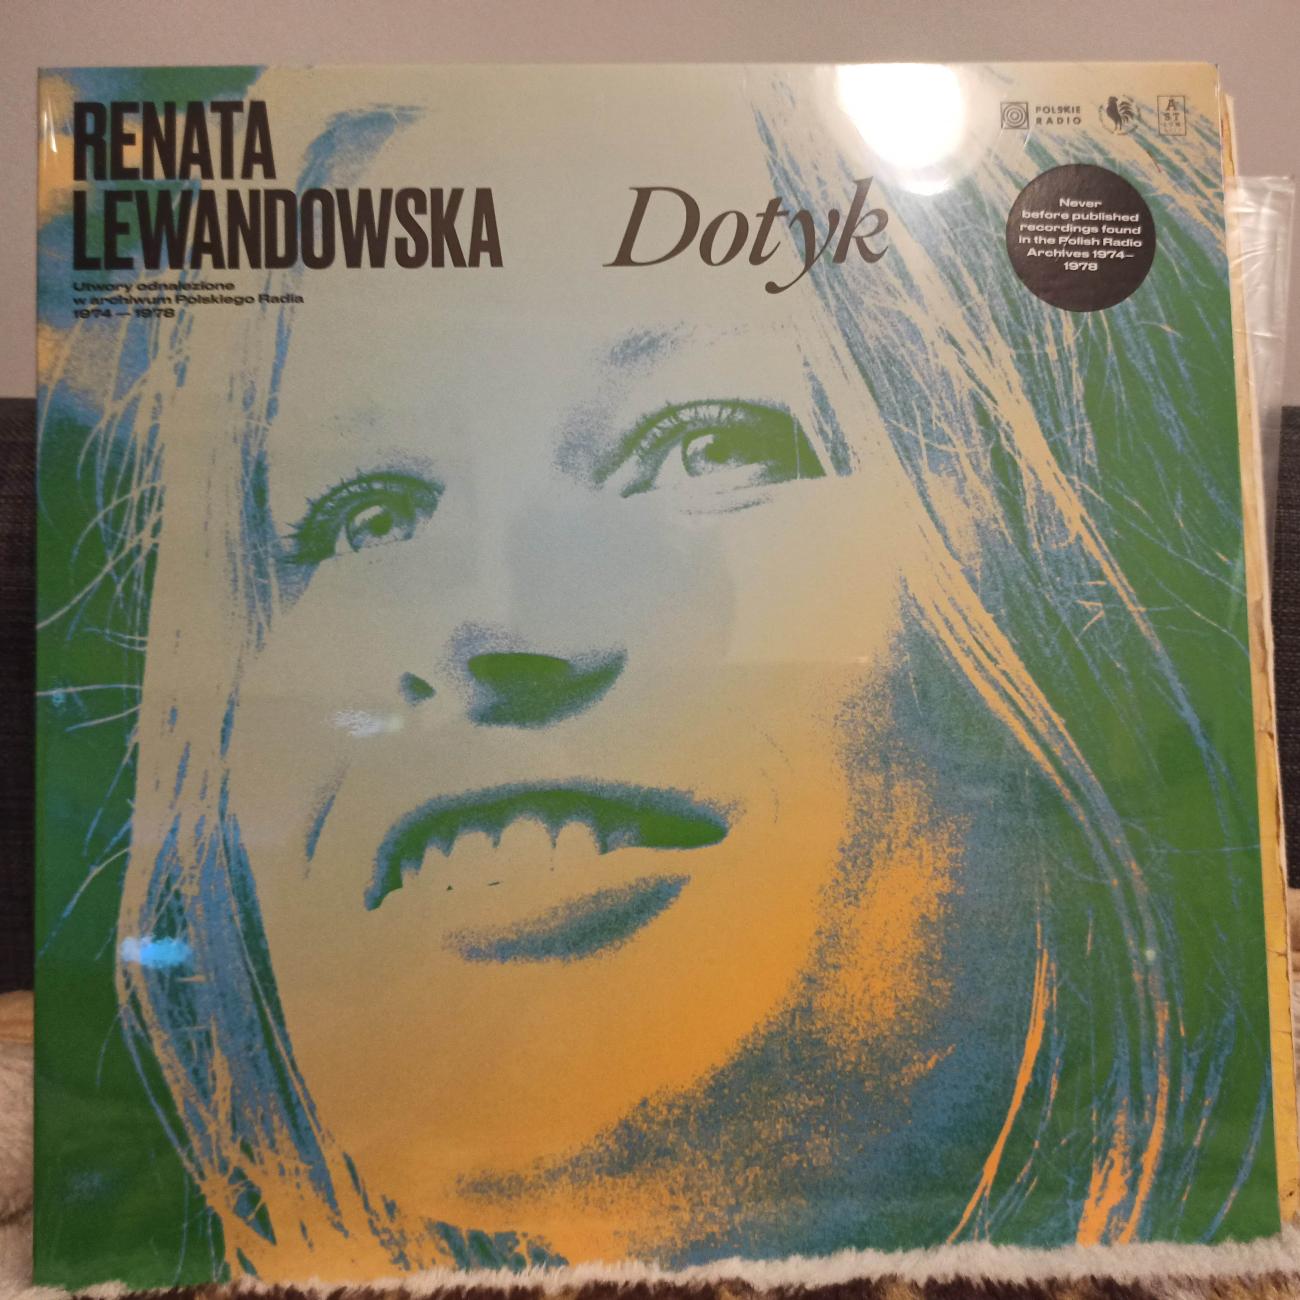 RENATA
LEWANDOWSKA
Dotyk
Utwory odnalezione
w archiwum Polskiego Radia
1974 — 1978
POLSKIE
RADIO
Never
before published
recordings found
in the Polish Radio
Archives 1974–
1978